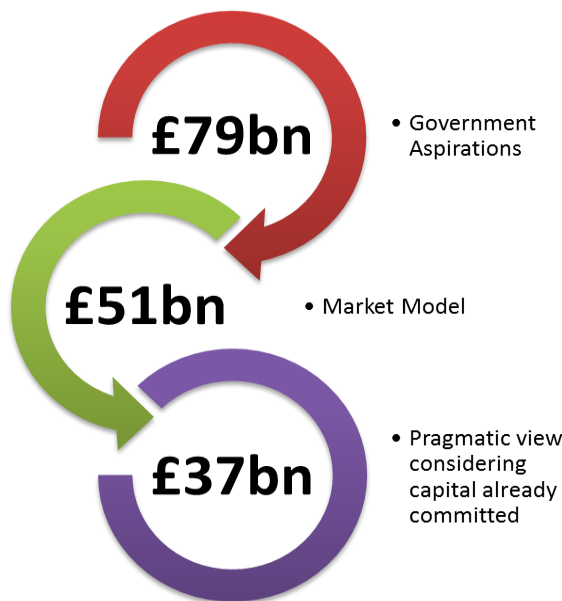 £79bn
• Government
Aspirations
£51bn
• Market Model
£37bn
• Pragmatic view
considering
capital already
committed